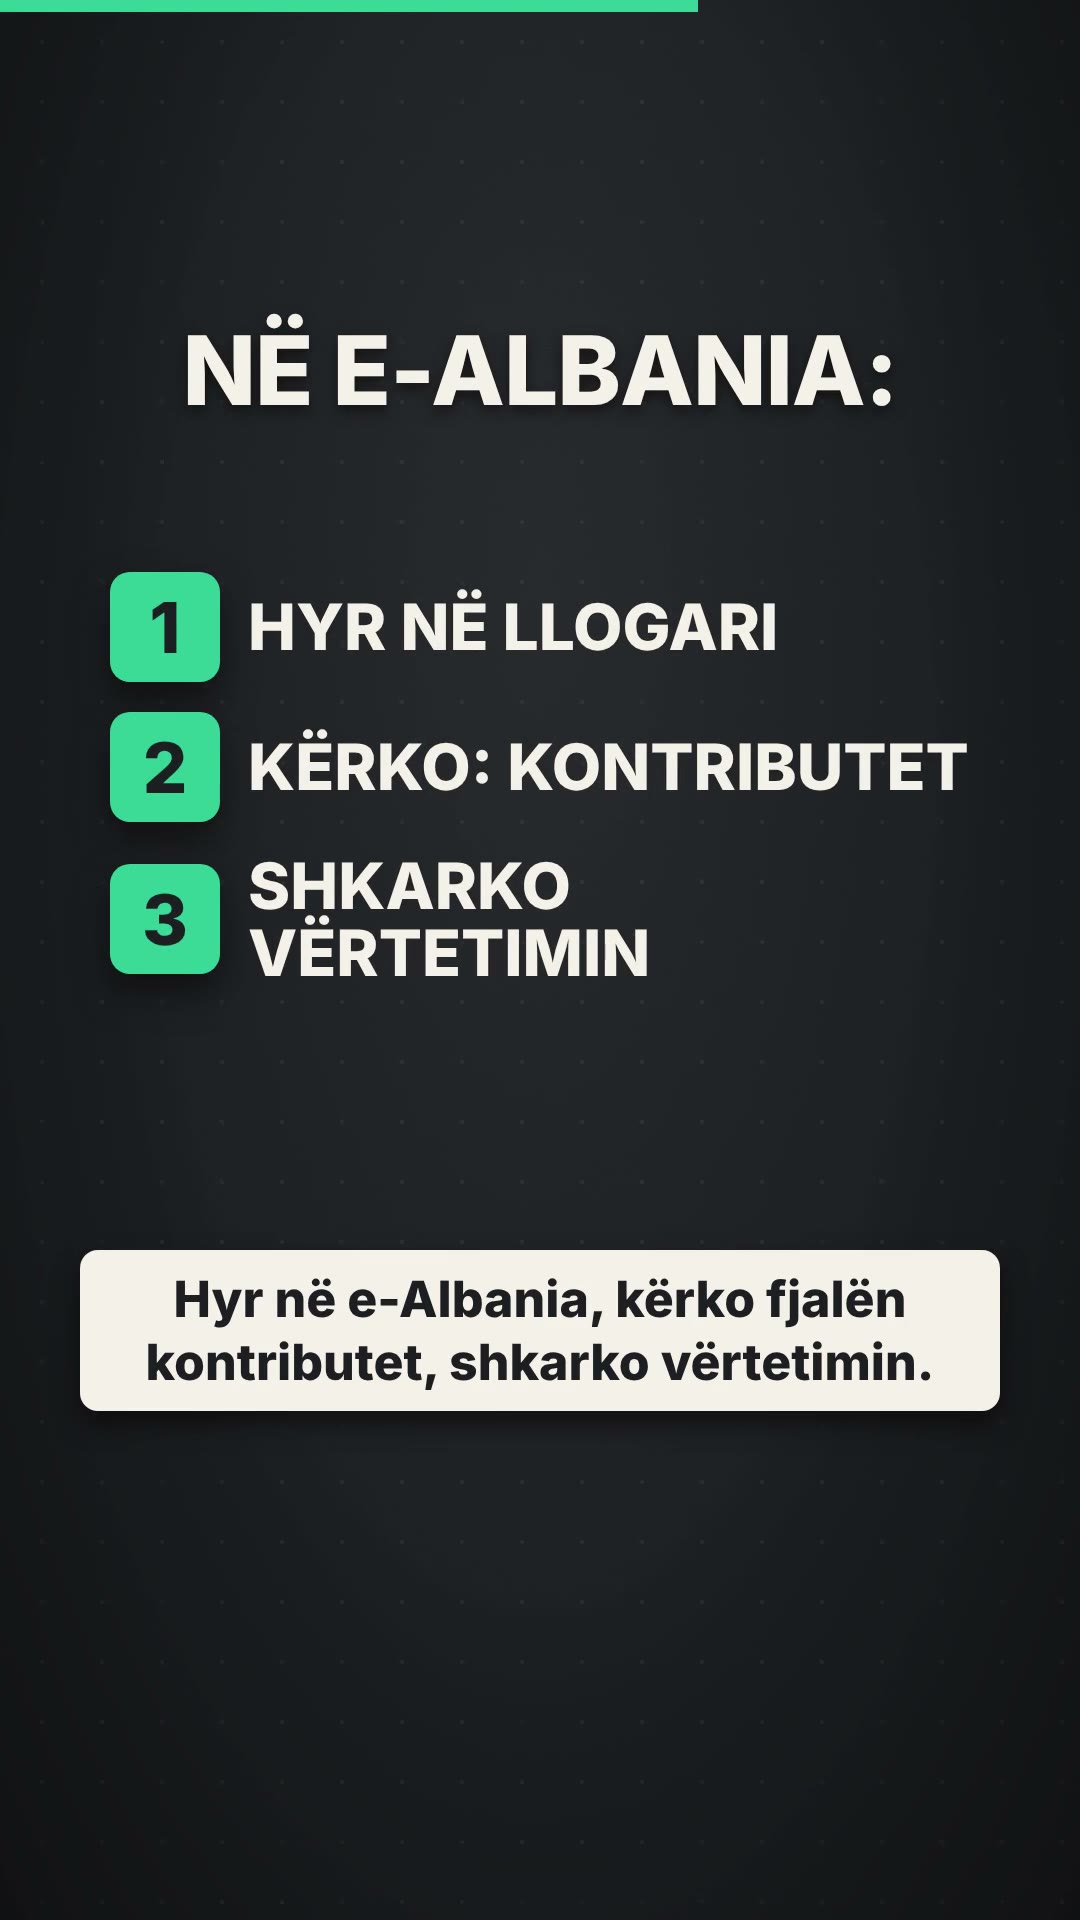 NË E-ALBANIA:
1 HYR NË LLOGARI
2 KËRKO: KONTRIBUTET
3 SHKARKO
VËRTETIMIN
Hyr në e-Albania, kërko fjalën
kontributet, shkarko vërtetimin.